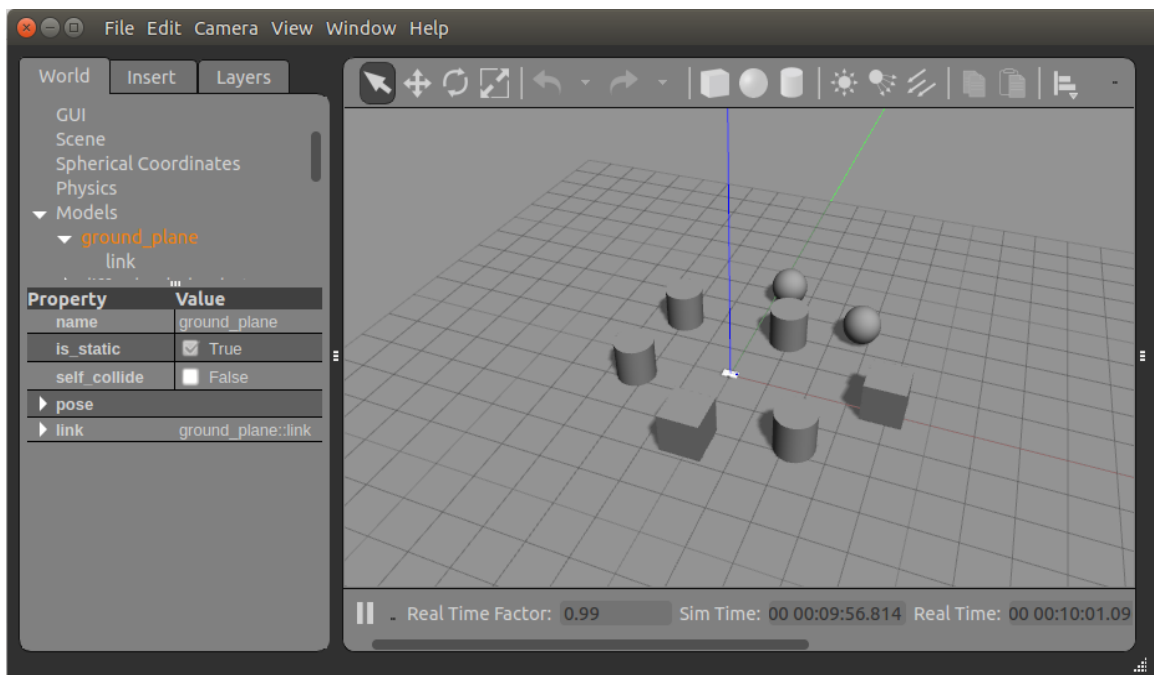 File Edit Camera View Window Help
World Insert Layers
GUI
Scene
Spherical Coordinates
Physics
Models
ground_plane
link
Property Value
name ground_plane
is_static True
self_collide False
pose
link ground_plane::link
Real Time Factor: 0.99 Sim Time: 00 00:09:56.814 Real Time: 00 00:10:01.09